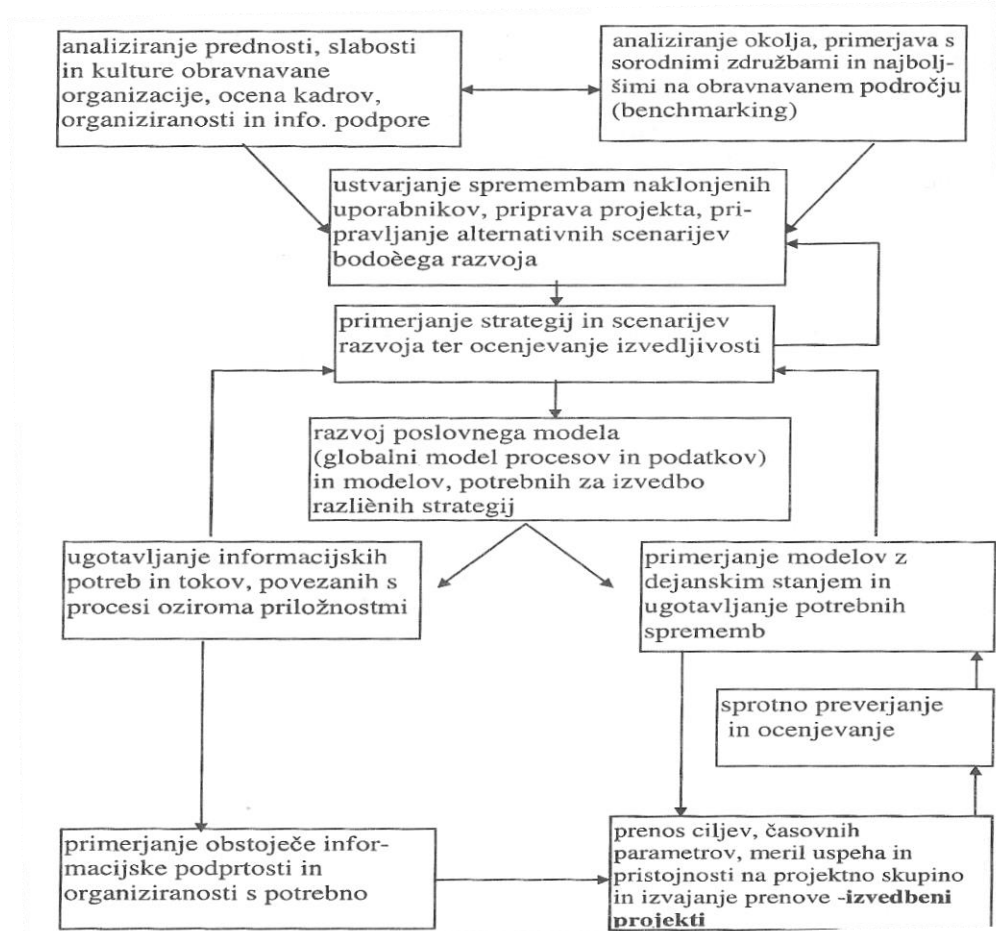 analiziranje prednosti, slabosti
in kulture obravnavane
organizacije, ocena kadrov,
organiziranosti in info. podpore
analiziranje okolja, primerjava s
sorodnimi združbami in najbolj-
šimi na obravnavanem področju
(benchmarking)
ustvarjanje spremembam naklonjenih
uporabnikov, priprava projekta, pri-
pravljanje alternativnih scenarijev
bodoèega razvoja
primerjanje strategij in scenarijev
razvoja ter ocenjevanje izvedljivosti
razvoj poslovnega modela
(globalni model procesov in podatkov)
in modelov, potrebnih za izvedbo
razliènih strategij
ugotavljanje informacijskih
potreb in tokov, povezanih s
procesi oziroma priložnostmi
primerjanje modelov z
dejanskim stanjem in
ugotavljanje potrebnih
sprememb
sprotno preverjanje
in ocenjevanje
primerjanje obstoječe infor-
macijske podprtosti in
organiziranosti s potrebno
prenos ciljev, časovnih
parametrov, meril uspeha in
pristojnosti na projektno skupino
in izvajanje prenove -izvedbeni
projekti